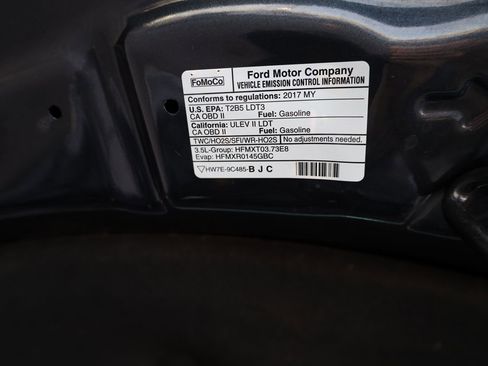 FoMoCo
Ford Motor Company
VEHICLE EMISSION CONTROL INFORMATION
Conforms to regulations: 2017 MY
U.S. EPA: T2B5 LDT3
CA OBD II Fuel: Gasoline
California: ULEV II LDT
CA OBD II Fuel: Gasoline
TWC/HO2S/SFI/WR-HO2S No adjustments needed.
3.5L-Group: HFMXT03.73E8
Evap: HFMXR0145GBC
HW7E-9C485-B J C